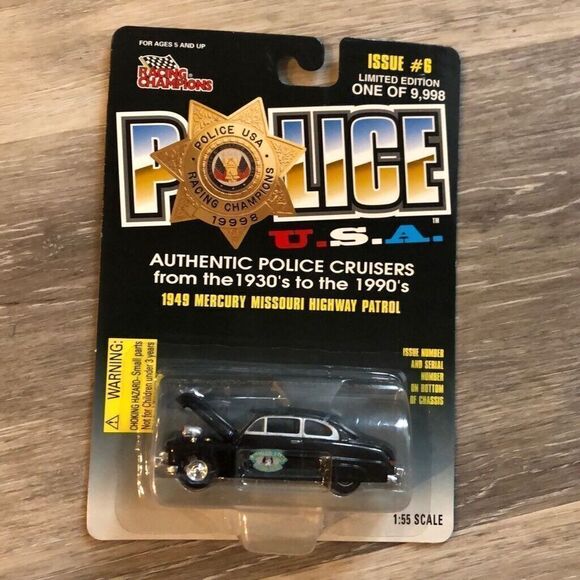 FOR AGES 5 AND UP
RACING CHAMPIONS
ISSUE #6
LIMITED EDITION
ONE OF 9,998
POLICE
POLICE USA
RACING CHAMPIONS
19998
U.S.A.™
AUTHENTIC POLICE CRUISERS
from the 1930's to the 1990's
1949 MERCURY MISSOURI HIGHWAY PATROL
ISSUE NUMBER
AND SERIAL
NUMBER
ON BOTTOM
OF CHASSIS
WARNING:
CHOKING HAZARD-Small parts
Not for Children under 3 years
1:55 SCALE